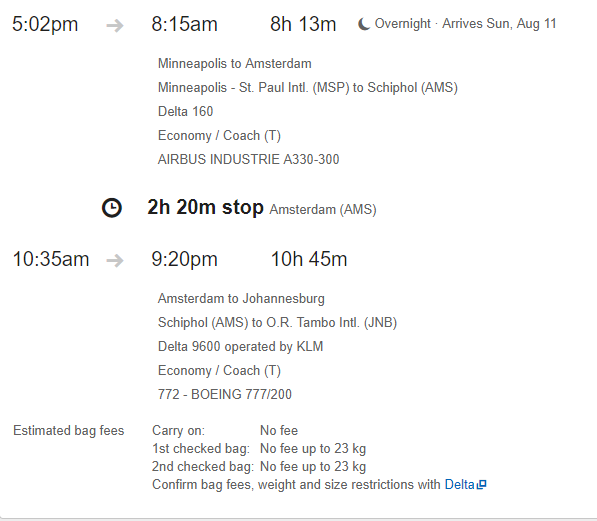 5:02pm → 8:15am 8h 13m Overnight · Arrives Sun, Aug 11
Minneapolis to Amsterdam
Minneapolis - St. Paul Intl. (MSP) to Schiphol (AMS)
Delta 160
Economy / Coach (T)
AIRBUS INDUSTRIE A330-300
2h 20m stop Amsterdam (AMS)
10:35am → 9:20pm 10h 45m
Amsterdam to Johannesburg
Schiphol (AMS) to O.R. Tambo Intl. (JNB)
Delta 9600 operated by KLM
Economy / Coach (T)
772 - BOEING 777/200
Estimated bag fees Carry on: No fee
1st checked bag: No fee up to 23 kg
2nd checked bag: No fee up to 23 kg
Confirm bag fees, weight and size restrictions with Delta